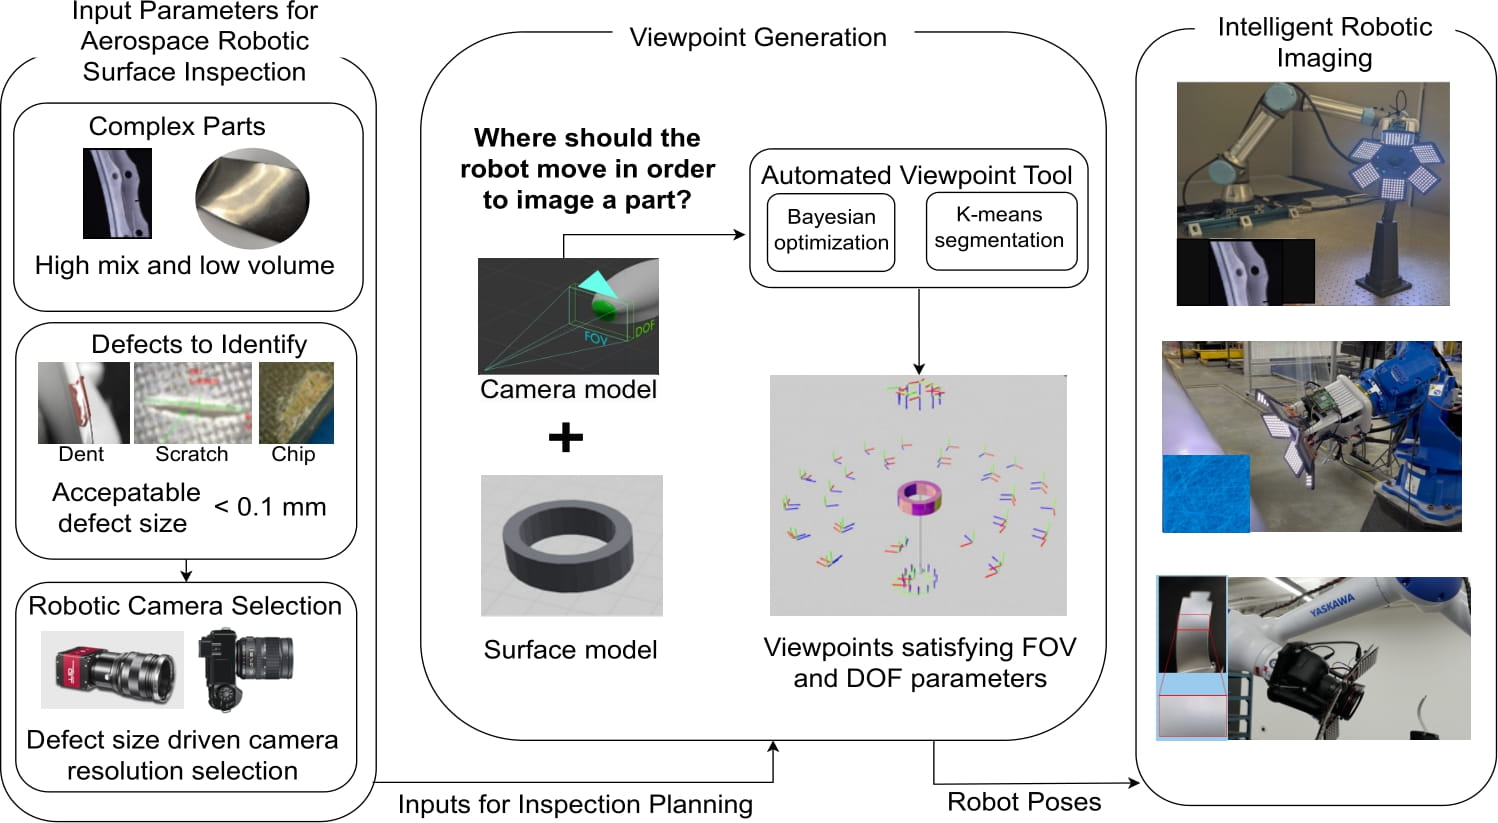 Input Parameters for
Aerospace Robotic
Surface Inspection
Complex Parts
High mix and low volume
Defects to Identify
Dent
Scratch
Chip
Accepatable
defect size
< 0.1 mm
Robotic Camera Selection
Defect size driven camera
resolution selection
Inputs for Inspection Planning
Viewpoint Generation
Where should the
robot move in order
to image a part?
FOV
DOF
Camera model
+
Surface model
Automated Viewpoint Tool
Bayesian
optimization
K-means
segmentation
Viewpoints satisfying FOV
and DOF parameters
Robot Poses
Intelligent Robotic
Imaging
YASKAWA